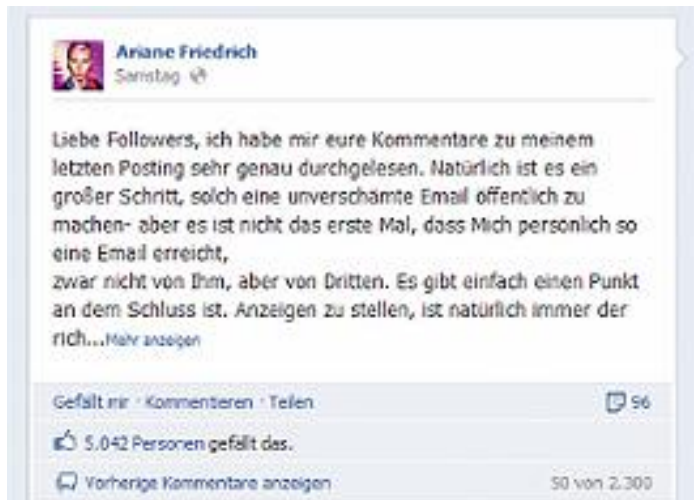 Ariane Friedrich
Samstag
Liebe Followers, ich habe mir eure Kommentare zu meinem
letzten Posting sehr genau durchgelesen. Natürlich ist es ein
großer Schritt, solch eine unverschämte Email öffentlich zu
machen- aber es ist nicht das erste Mal, dass Mich persönlich so
eine Email erreicht,
zwar nicht von Ihm, aber von Dritten. Es gibt einfach einen Punkt
an dem Schluss ist. Anzeigen zu stellen, ist natürlich immer der
rich...Mehr anzeigen
Gefällt mir · Kommentieren · Teilen 96
5.042 Personen gefällt das.
Vorherige Kommentare anzeigen 50 von 2.300